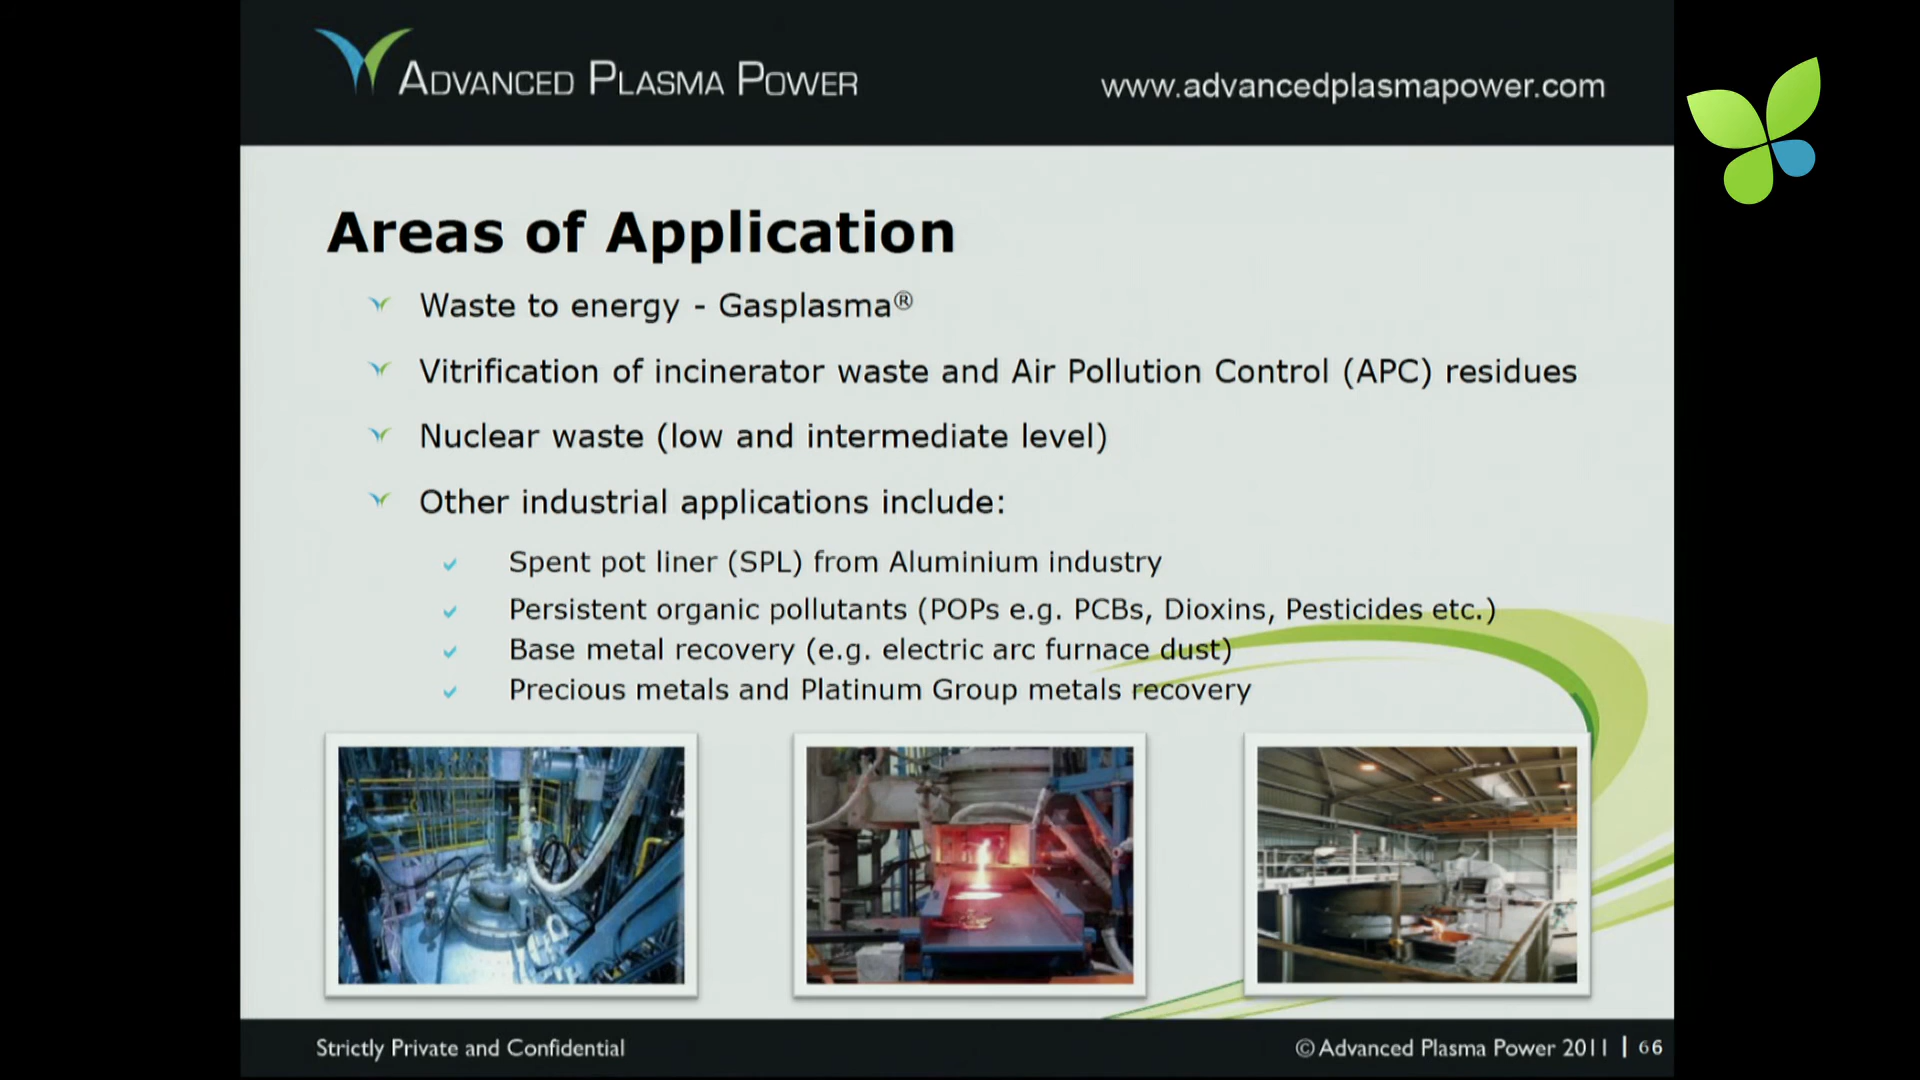 ADVANCED PLASMA POWER
www.advancedplasmapower.com
Areas of Application
Waste to energy - Gasplasma®
Vitrification of incinerator waste and Air Pollution Control (APC) residues
Nuclear waste (low and intermediate level)
Other industrial applications include:
Spent pot liner (SPL) from Aluminium industry
Persistent organic pollutants (POPs e.g. PCBs, Dioxins, Pesticides etc.)
Base metal recovery (e.g. electric arc furnace dust)
Precious metals and Platinum Group metals recovery
Strictly Private and Confidential
© Advanced Plasma Power 2011 | 66